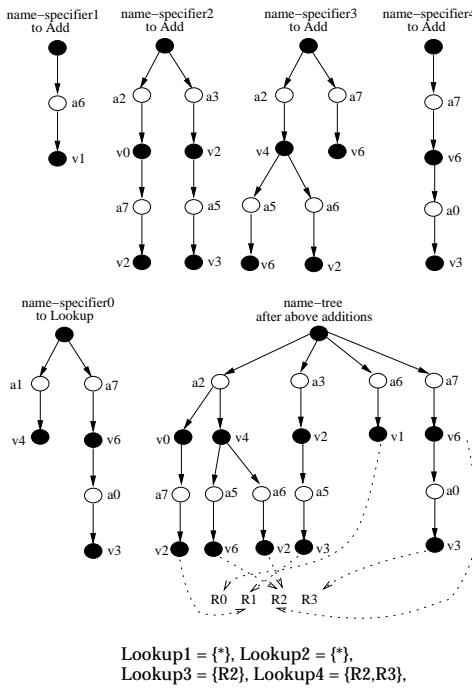 name-specifier1
to Add
name-specifier2
to Add
name-specifier3
to Add
name-specifier4
to Add
a6
v1
a2
a3
v0
v2
a7
a5
v2
v3
a2
a7
v4
v6
a5
a6
v6
v2
a7
v6
a0
v3
name-specifier0
to Lookup
name-tree
after above additions
a1
a7
v4
v6
a0
v3
a2
a3
a6
a7
v0
v4
v2
v1
v6
a7
a5
a6
a5
a0
v2
v6
v2
v3
v3
R0
R1
R2
R3
Lookup1 = {*}, Lookup2 = {*},
Lookup3 = {R2}, Lookup4 = {R2,R3},